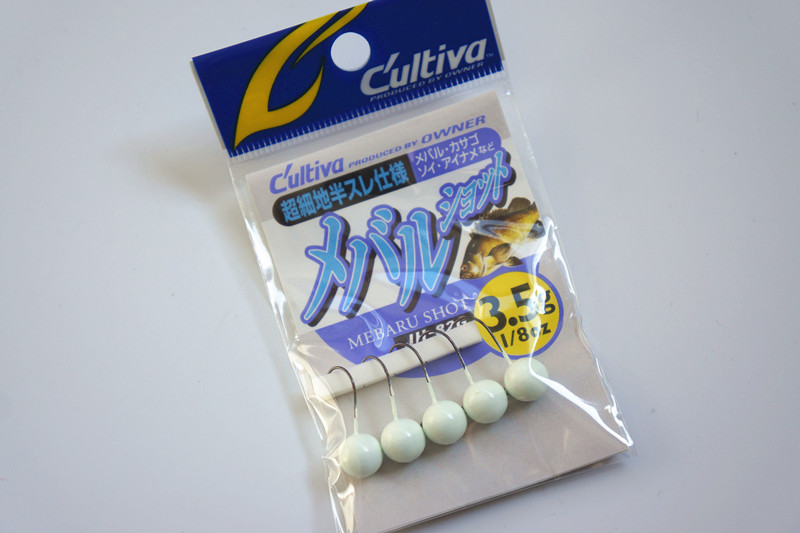 C'ultiva
PRODUCED BY OWNER
C'ultiva PRODUCED BY OWNER
超細地半スレ仕様
メバル・カサゴ
ソイ・アイナメなど
メバルショット
MEBARU SHOT
3.5g
1/8oz